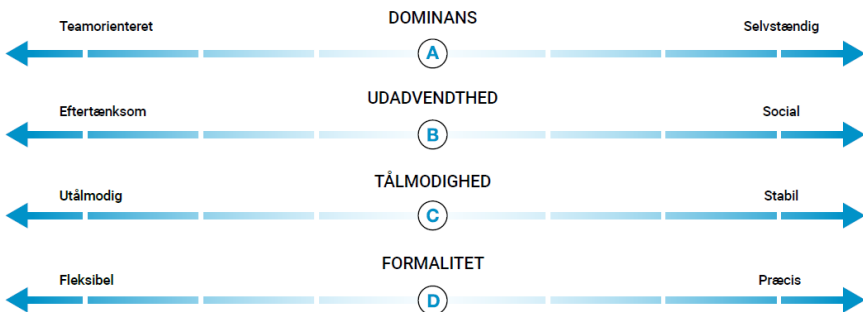 DOMINANS
Teamorienteret Selvstændig
A
UDADVENDTHED
Eftertænksom Social
B
TÅLMODIGHED
Utålmodig Stabil
C
FORMALITET
Fleksibel Præcis
D